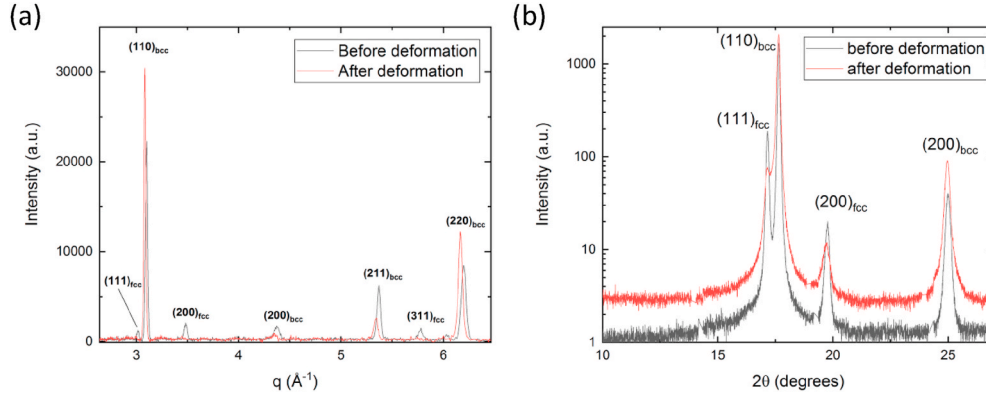 (a)
(110)bcc
Before deformation
After deformation
30000
20000
10000
0
Intensity (a.u.)
(111)fcc
(200)fcc
(200)bcc
(211)bcc
(311)fcc
(220)bcc
3
4
5
6
q (Å-1)
(b)
before deformation
after deformation
1000
100
10
1
Intensity (a.u.)
(110)bcc
(111)fcc
(200)fcc
(200)bcc
10
15
20
25
2θ (degrees)